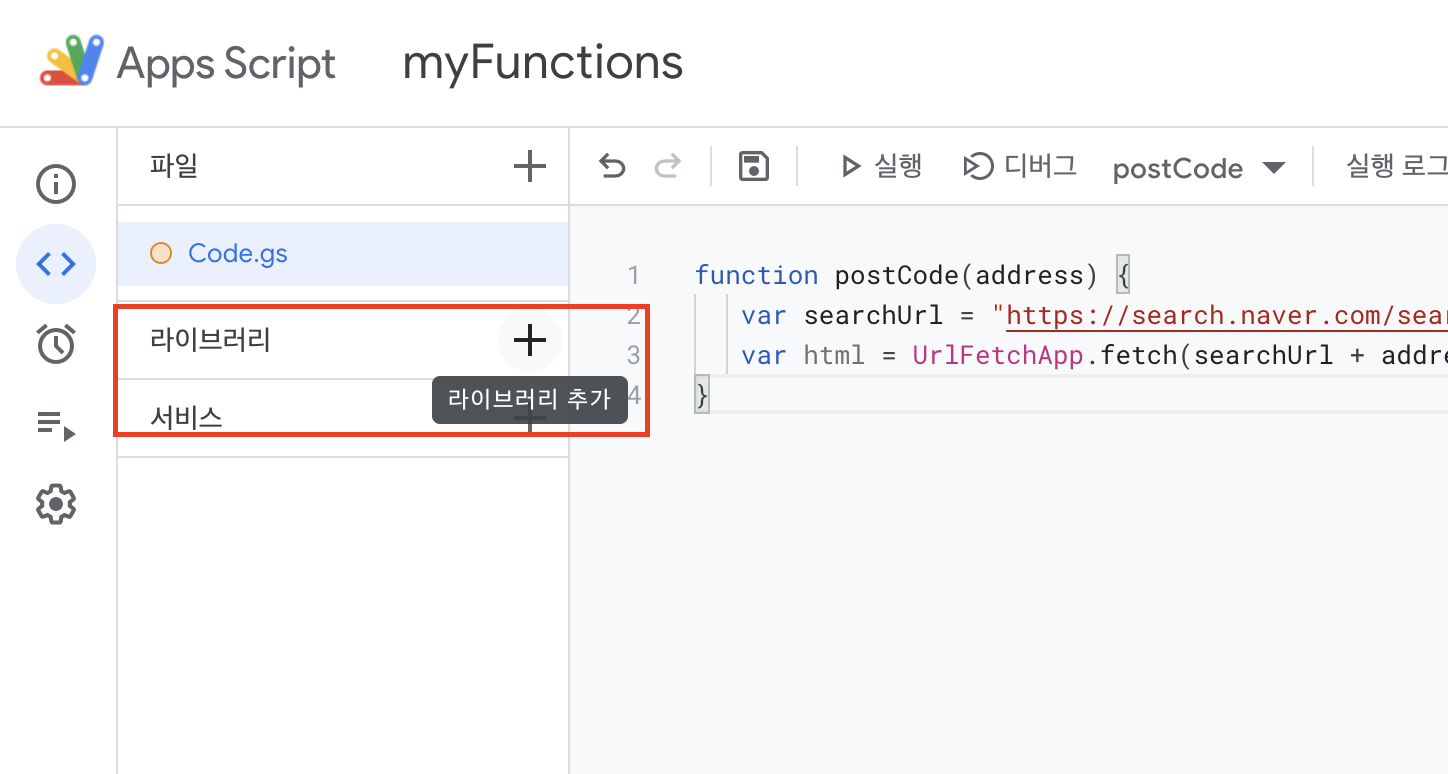 Apps Script myFunctions
파일
실행 디버그 postCode 실행 로그
Code.gs
라이브러리
라이브러리 추가
서비스
1 function postCode(address) {
2 var searchUrl = "https://search.naver.com/sear
3 var html = UrlFetchApp.fetch(searchUrl + addre
4 }